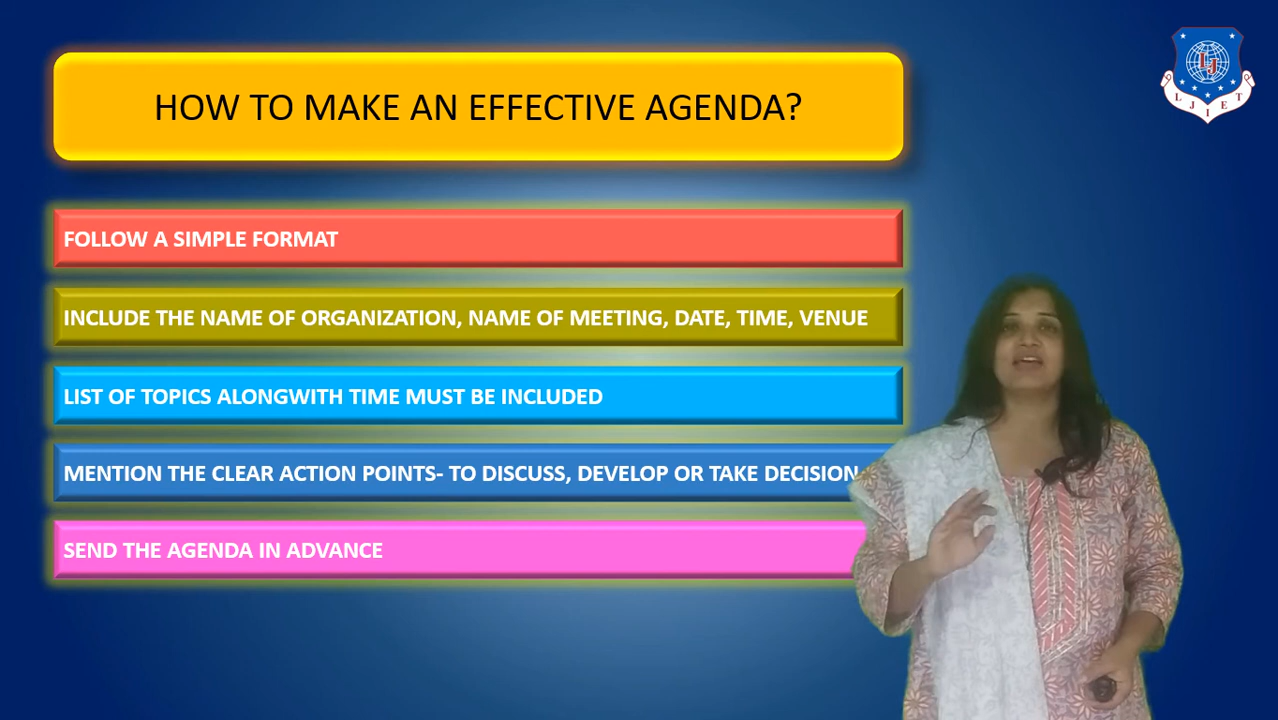 HOW TO MAKE AN EFFECTIVE AGENDA?
FOLLOW A SIMPLE FORMAT
INCLUDE THE NAME OF ORGANIZATION, NAME OF MEETING, DATE, TIME, VENUE
LIST OF TOPICS ALONGWITH TIME MUST BE INCLUDED
MENTION THE CLEAR ACTION POINTS- TO DISCUSS, DEVELOP OR TAKE DECISION
SEND THE AGENDA IN ADVANCE
LJ
LJIET